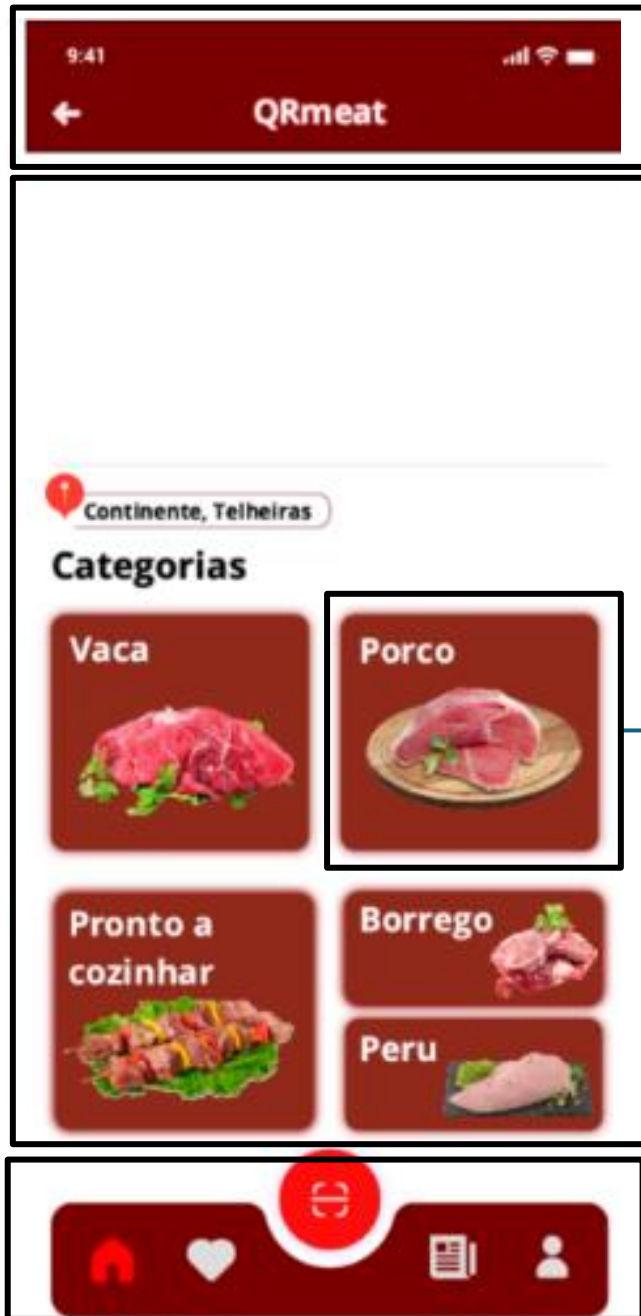 9:41
QRmeat
Continente, Telheiras
Categorias
Vaca
Porco
Pronto a
cozinhar
Borrego
Peru